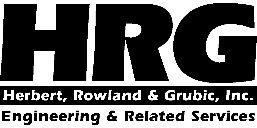 HRG
Herbert, Rowland & Grubic, Inc.
Engineering & Related Services